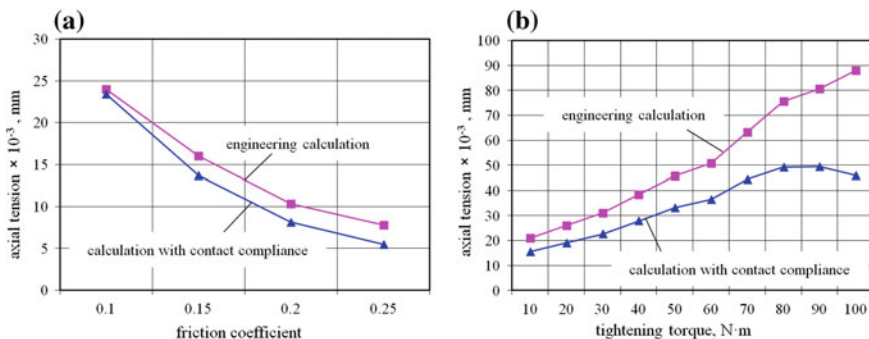 (a)
axial tension × 10-3 , mm
30
25
20
15
10
5
0
engineering calculation
calculation with contact compliance
0.1 0.15 0.2 0.25
friction coefficient
(b)
axial tension × 10-3 , mm
100
90
80
70
60
50
40
30
20
10
0
engineering calculation
calculation with contact compliance
10 20 30 40 50 60 70 80 90 100
tightening torque, N·m